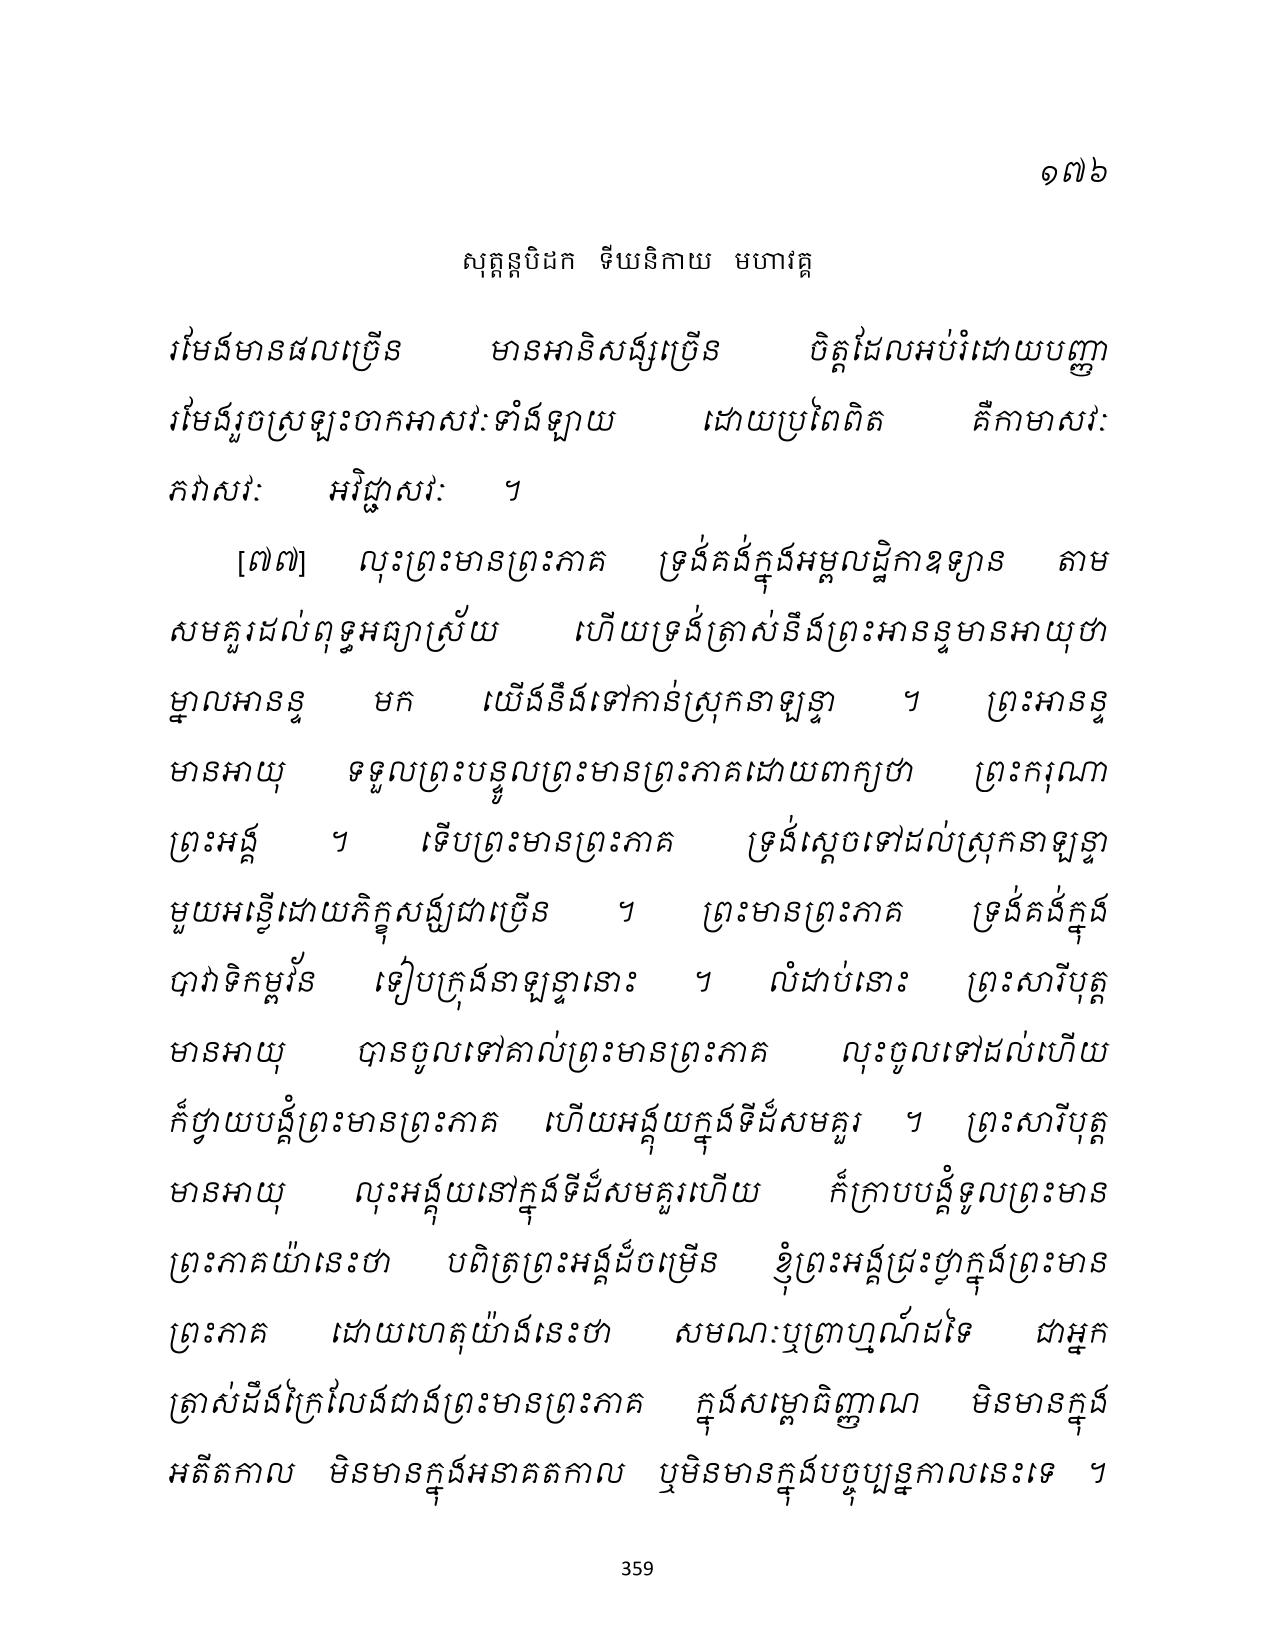 ១៧៦
សុត្តន្តបិដក ទីឃនិកាយ មហាវគ្គ
រមែងមានផលច្រើន មានអានិសង្សច្រើន ចិត្តដែលអប់រំដោយបញ្ញា
រមែងរួចស្រឡះចាកអាសវៈទាំងឡាយ ដោយប្រពៃពិត គឺកាមាសវៈ
ភវាសវៈ អវិជ្ជាសវៈ ។
[៧៧] លុះព្រះមានព្រះភាគ ទ្រង់គង់ក្នុងអម្ពលដ្ឋិកាឧទ្យាន តាម
សមគួរដល់ពុទ្ធអធ្យាស្រ័យ ហើយទ្រង់ត្រាស់នឹងព្រះអានន្ទមានអាយុថា
ម្នាលអានន្ទ មក យើងនឹងទៅកាន់ស្រុកនាឡន្ទា ។ ព្រះអានន្ទ
មានអាយុ ទទួលព្រះបន្ទូលព្រះមានព្រះភាគដោយពាក្យថា ព្រះករុណា
ព្រះអង្គ ។ ទើបព្រះមានព្រះភាគ ទ្រង់ស្តេចទៅដល់ស្រុកនាឡន្ទា
មួយអន្លើដោយភិក្ខុសង្ឃជាច្រើន ។ ព្រះមានព្រះភាគ ទ្រង់គង់ក្នុង
បាវាទិកម្ពវ័ន ទៀបក្រុងនាឡន្ទានោះ ។ លំដាប់នោះ ព្រះសារីបុត្ត
មានអាយុ បានចូលទៅគាល់ព្រះមានព្រះភាគ លុះចូលទៅដល់ហើយ
ក៏ថ្វាយបង្គំព្រះមានព្រះភាគ ហើយអង្គុយក្នុងទីដ៏សមគួរ ។ ព្រះសារីបុត្ត
មានអាយុ លុះអង្គុយនៅក្នុងទីដ៏សមគួរហើយ ក៏ក្រាបបង្គំទូលព្រះមាន
ព្រះភាគយ៉ានេះថា បពិត្រព្រះអង្គដ៏ចម្រើន ខ្ញុំព្រះអង្គជ្រះថ្លាក្នុងព្រះមាន
ព្រះភាគ ដោយហេតុយ៉ាងនេះថា សមណៈឬព្រាហ្មណ៍ដទៃ ជាអ្នក
ត្រាស់ដឹងក្រៃលែងជាងព្រះមានព្រះភាគ ក្នុងសម្ពោធិញ្ញាណ មិនមានក្នុង
អតីតកាល មិនមានក្នុងអនាគតកាល ឬមិនមានក្នុងបច្ចុប្បន្នកាលនេះទេ ។
359